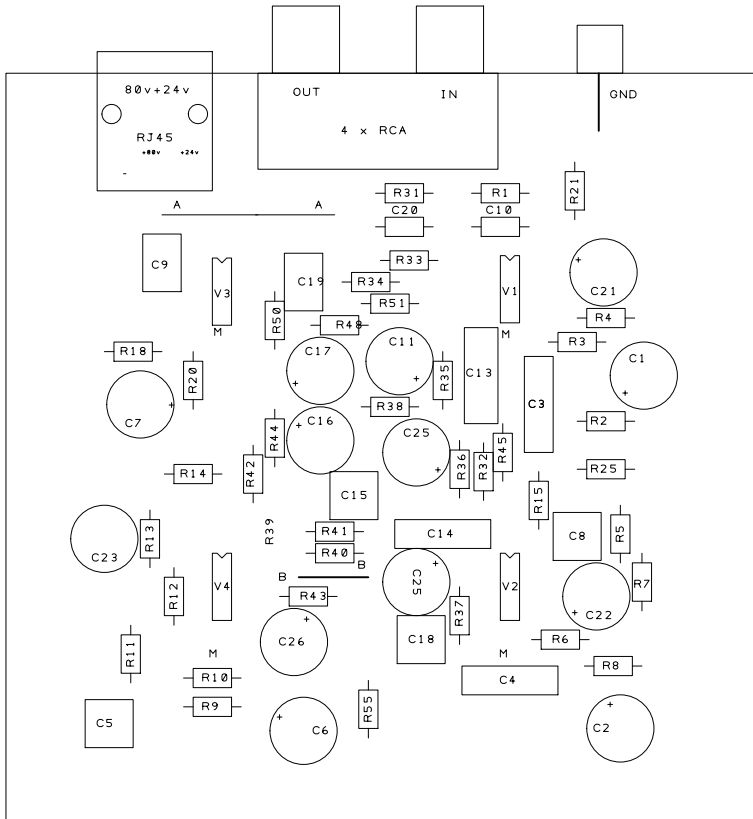 80v+24v
OUT
IN
GND
RJ45
4 x RCA
+80v +24v
-
A
A
R31
R1
R21
C20
C10
C9
V3
C19
R33
R34
R51
V1
+
C21
R50
M
R48
M
R4
R3
R18
R20
C17
+
C11
+
R35
C13
C3
C1
+
C7
+
R38
R44
+
C16
C25
+
R2
R42
R14
R36
R32
R45
R25
C15
R15
R39
R41
R40
C14
C8
R5
C23
R13
B
B
V4
R12
R43
+
C25
R37
V2
R7
C22
+
R11
M
+
C26
C18
M
R6
R8
R10
R9
C4
C5
+
C6
R55
+
C2